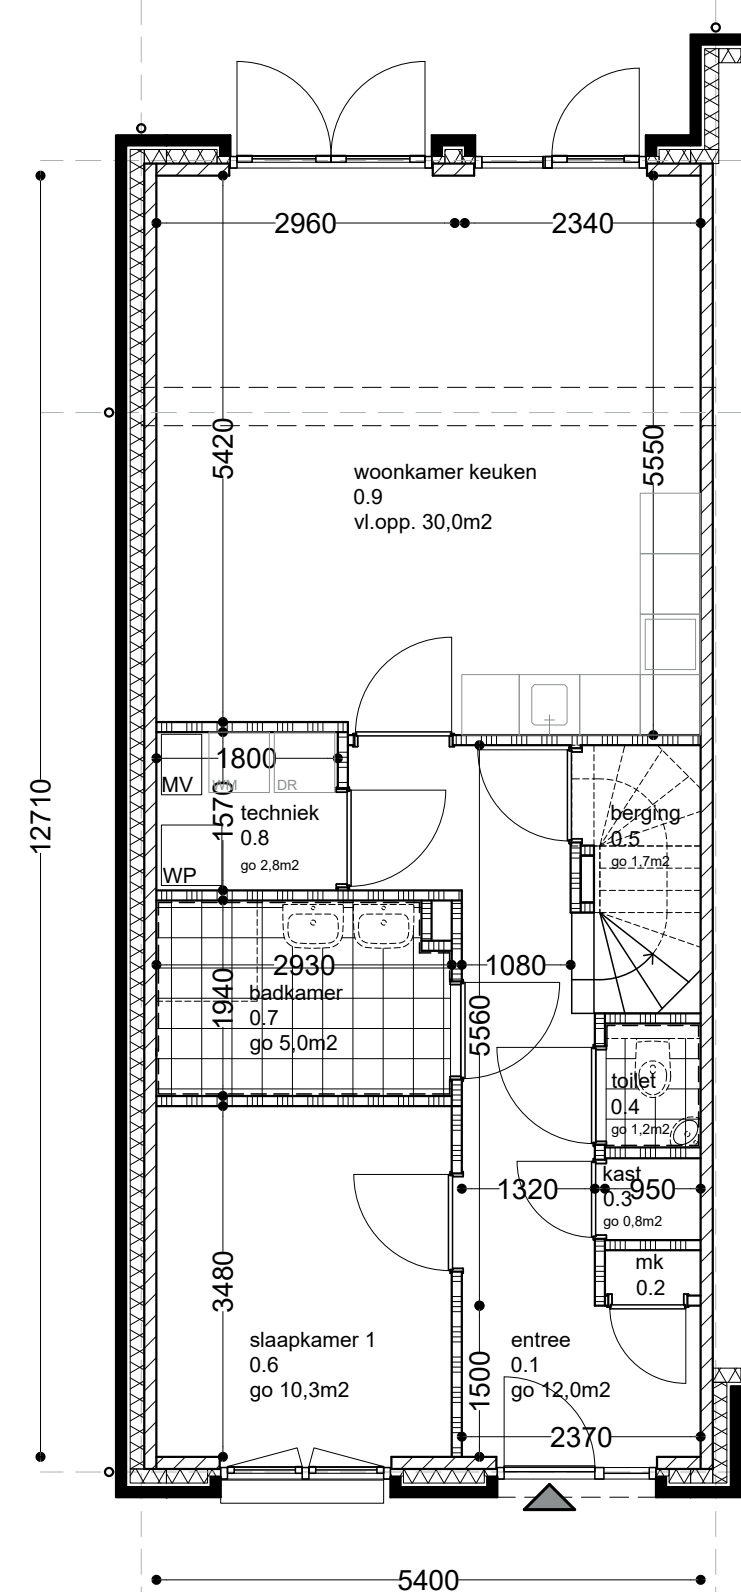 2960
2340
5420
5550
woonkamer keuken
0.9
vl.opp. 30,0m2
12710
1800
MV
WM
DR
1570
techniek
0.8
go 2,8m2
WP
berging
0.5
go 1,7m2
2930
1080
1940
badkamer
0.7
go 5,0m2
5560
toilet
0.4
go 1,2m2
kast
0.3
go 0,8m2
1320
950
mk
0.2
3480
slaapkamer 1
0.6
go 10,3m2
entree
0.1
go 12,0m2
1500
2370
5400